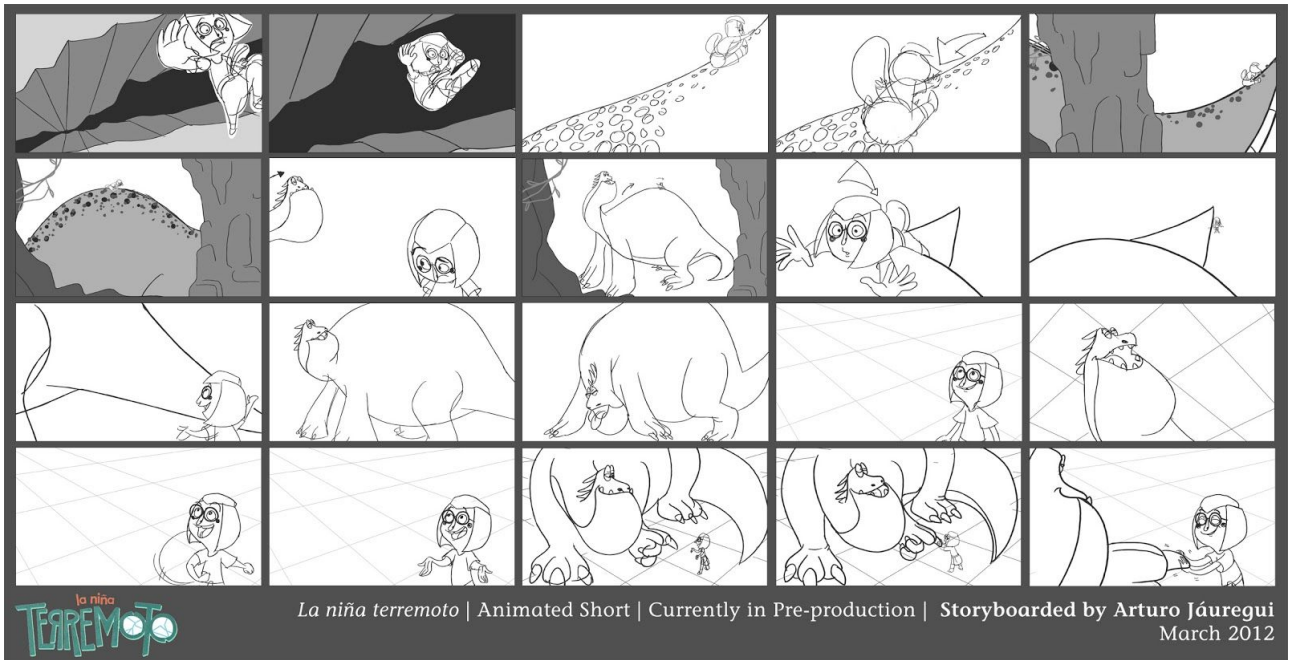 la niña
TERREMOTO
La niña terremoto | Animated Short | Currently in Pre-production | Storyboarded by Arturo Jáuregui
March 2012